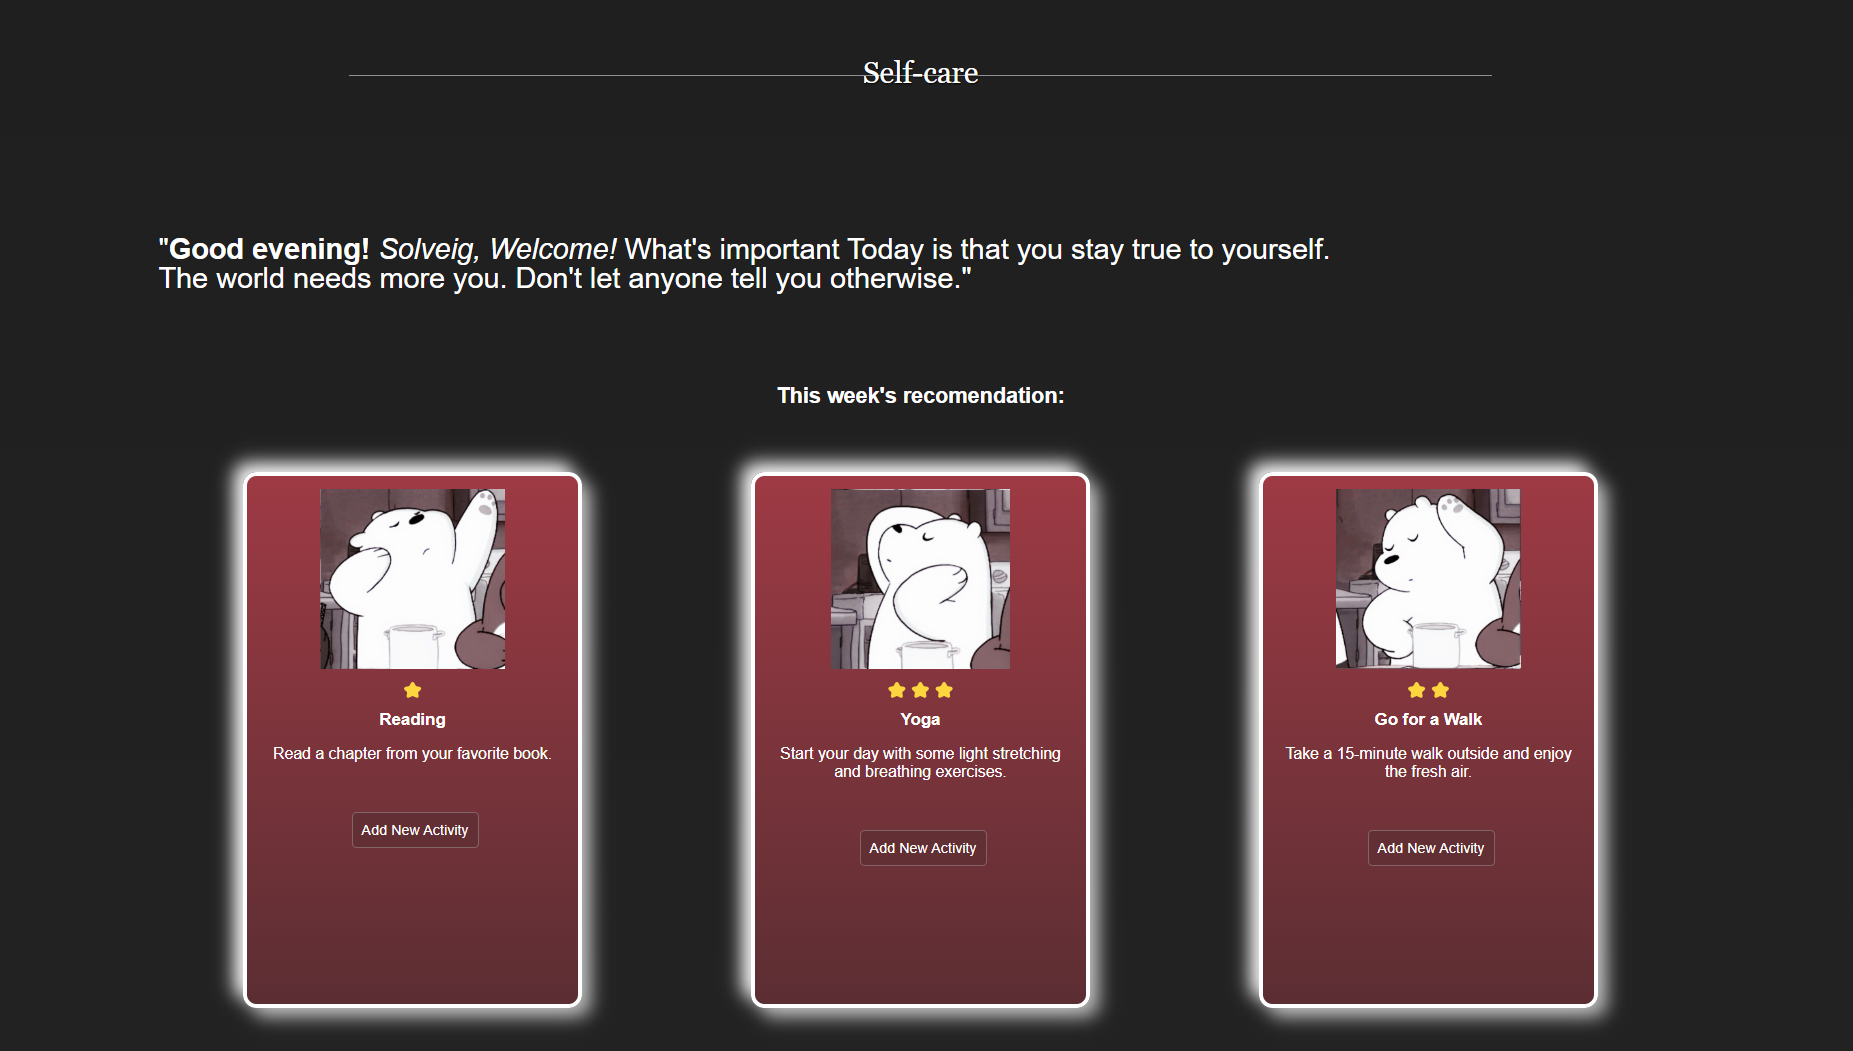 Self-care
"Good evening! Solveig, Welcome! What's important Today is that you stay true to yourself.
The world needs more you. Don't let anyone tell you otherwise."
This week's recomendation:
Reading
Read a chapter from your favorite book.
Add New Activity
Yoga
Start your day with some light stretching
and breathing exercises.
Add New Activity
Go for a Walk
Take a 15-minute walk outside and enjoy
the fresh air.
Add New Activity